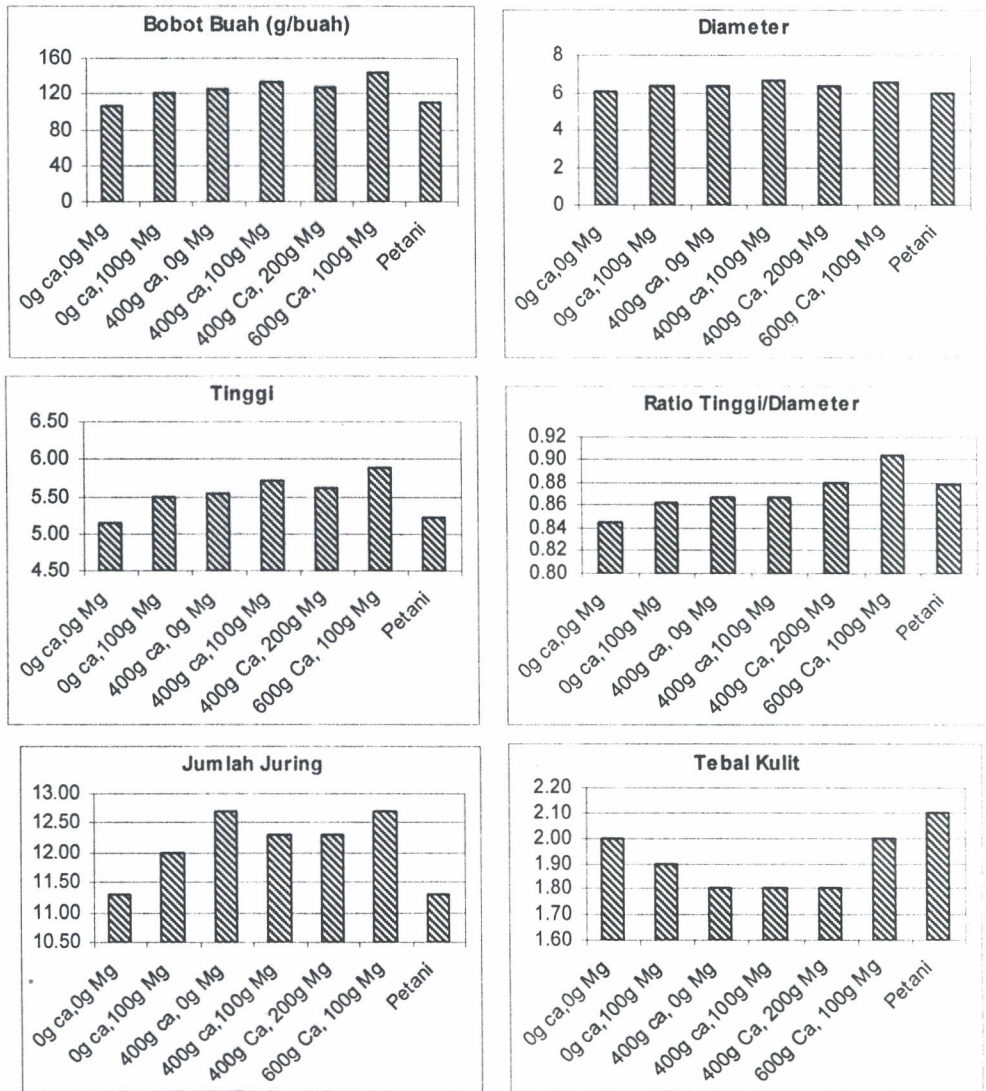 Bobot Buah (g/buah)
160
120
80
40
0
0g ca,0g Mg
0g ca,100g Mg
400g ca, 0g Mg
400g ca,100g Mg
400g Ca, 200g Mg
600g Ca, 100g Mg
Petani
Diameter
8
6
4
2
0
0g ca,0g Mg
0g ca,100g Mg
400g ca, 0g Mg
400g ca,100g Mg
400g Ca, 200g Mg
600g Ca, 100g Mg
Petani
Tinggi
6.50
6.00
5.50
5.00
4.50
0g ca,0g Mg
0g ca,100g Mg
400g ca, 0g Mg
400g ca,100g Mg
400g Ca, 200g Mg
600g Ca, 100g Mg
Petani
Ratio Tinggi/Diameter
0.92
0.90
0.88
0.86
0.84
0.82
0.80
0g ca,0g Mg
0g ca,100g Mg
400g ca, 0g Mg
400g ca,100g Mg
400g Ca, 200g Mg
600g Ca, 100g Mg
Petani
Jumlah Juring
13.00
12.50
12.00
11.50
11.00
10.50
0g ca,0g Mg
0g ca,100g Mg
400g ca, 0g Mg
400g ca,100g Mg
400g Ca, 200g Mg
600g Ca, 100g Mg
Petani
Tebal Kulit
2.20
2.10
2.00
1.90
1.80
1.70
1.60
0g ca,0g Mg
0g ca,100g Mg
400g ca, 0g Mg
400g ca,100g Mg
400g Ca, 200g Mg
600g Ca, 100g Mg
Petani